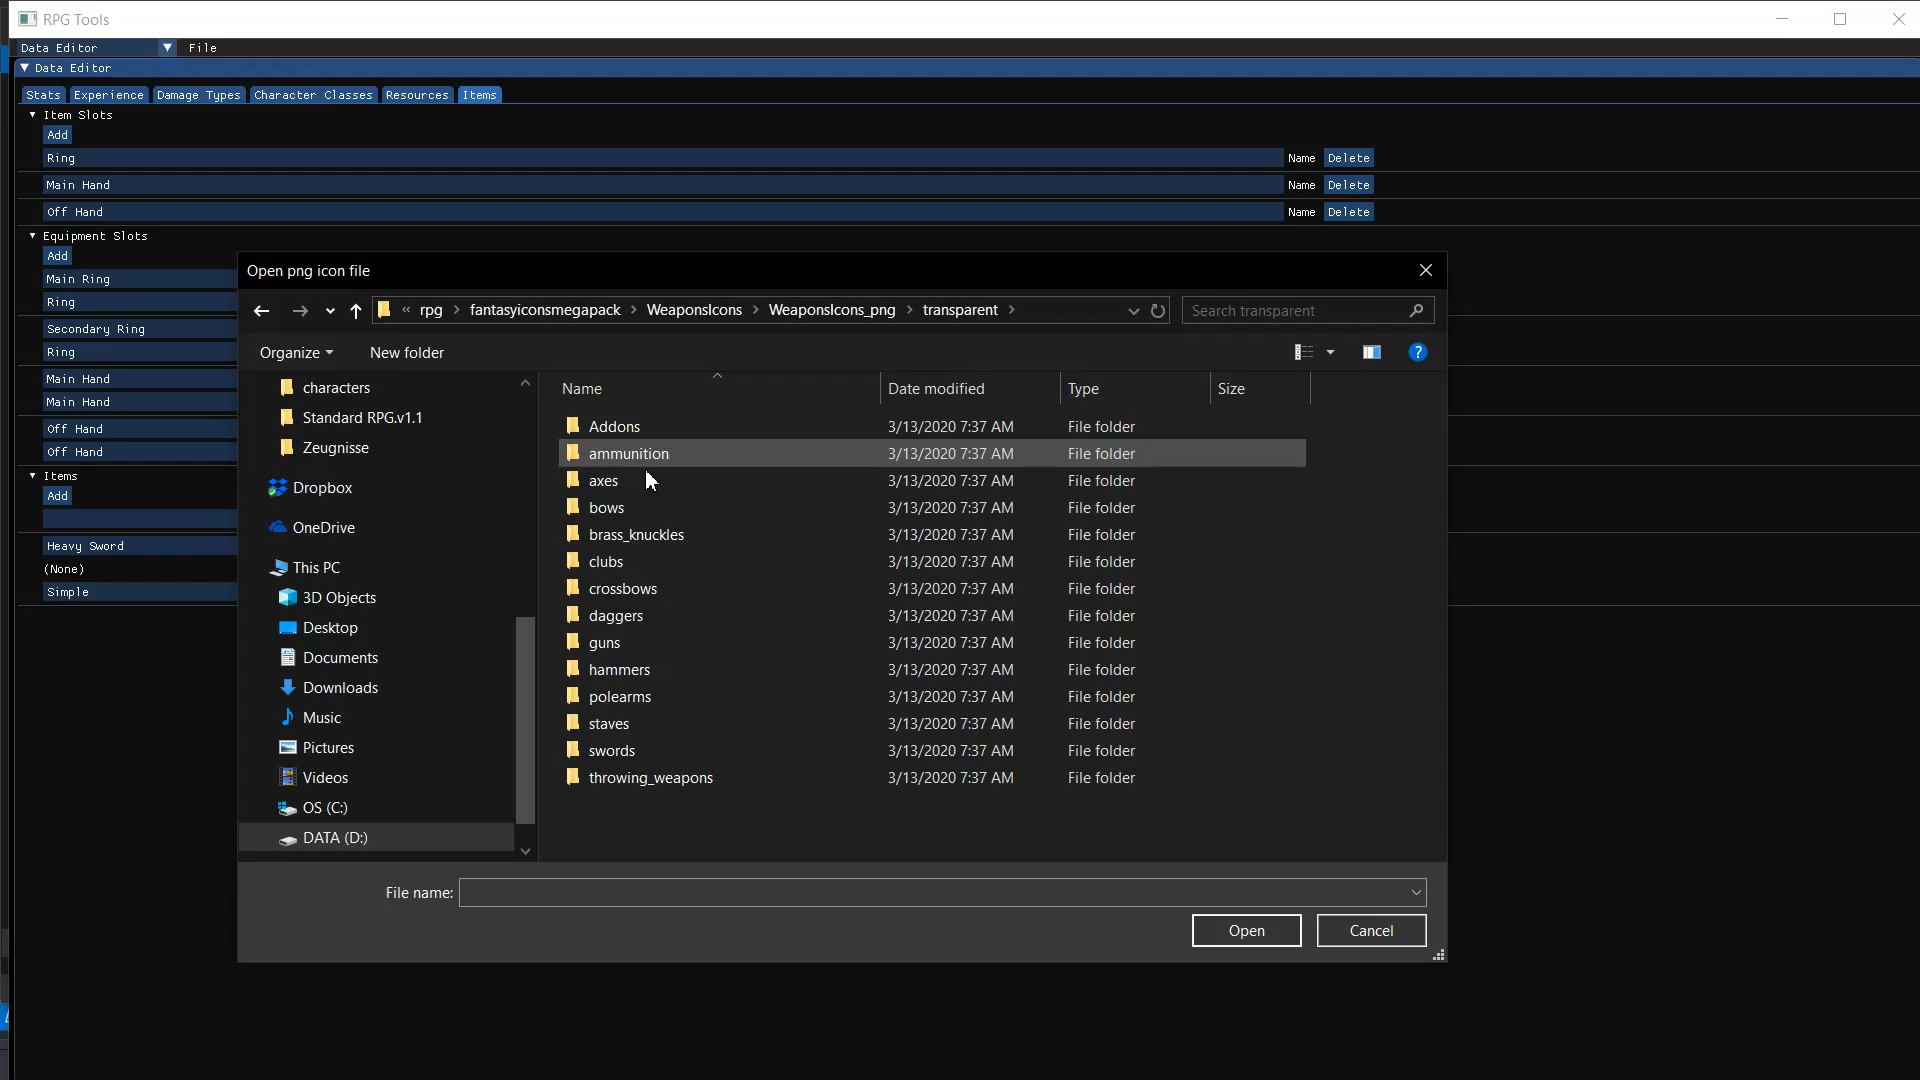 RPG Tools
Data Editor File
Data Editor
Stats Experience Damage Types Character Classes Resources Items
Item Slots
Add
Ring Name Delete
Main Hand Name Delete
Off Hand Name Delete
Equipment Slots
Add
Main Ring
Ring
Secondary Ring
Ring
Main Hand
Main Hand
Off Hand
Off Hand
Items
Add
Heavy Sword
(None)
Simple
Open png icon file
« rpg > fantasyiconsmegapack > WeaponsIcons > WeaponsIcons_png > transparent >
Search transparent
Organize New folder
?
characters
Standard RPG.v1.1
Zeugnisse
Dropbox
OneDrive
This PC
3D Objects
Desktop
Documents
Downloads
Music
Pictures
Videos
OS (C:)
DATA (D:)
Name Date modified Type Size
Addons 3/13/2020 7:37 AM File folder
ammunition 3/13/2020 7:37 AM File folder
axes 3/13/2020 7:37 AM File folder
bows 3/13/2020 7:37 AM File folder
brass_knuckles 3/13/2020 7:37 AM File folder
clubs 3/13/2020 7:37 AM File folder
crossbows 3/13/2020 7:37 AM File folder
daggers 3/13/2020 7:37 AM File folder
guns 3/13/2020 7:37 AM File folder
hammers 3/13/2020 7:37 AM File folder
polearms 3/13/2020 7:37 AM File folder
staves 3/13/2020 7:37 AM File folder
swords 3/13/2020 7:37 AM File folder
throwing_weapons 3/13/2020 7:37 AM File folder
File name:
Open Cancel